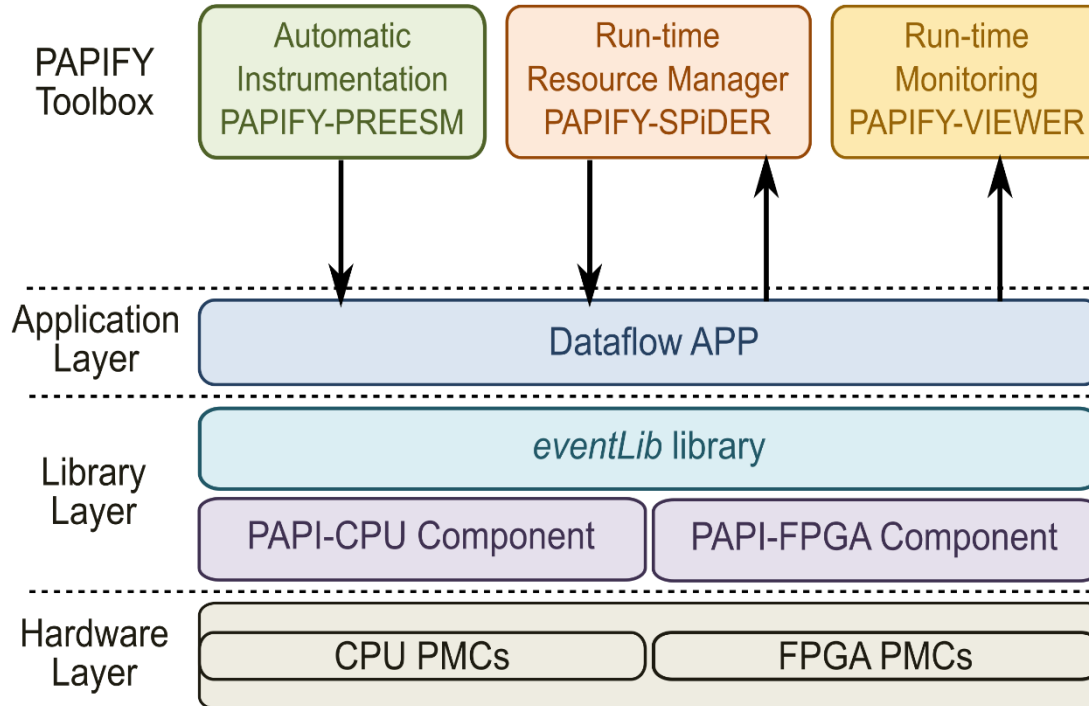 PAPIFY
Toolbox
Automatic
Instrumentation
PAPIFY-PREESM
Run-time
Resource Manager
PAPIFY-SPiDER
Run-time
Monitoring
PAPIFY-VIEWER
Application
Layer
Dataflow APP
Library
Layer
eventLib library
PAPI-CPU Component
PAPI-FPGA Component
Hardware
Layer
CPU PMCs
FPGA PMCs